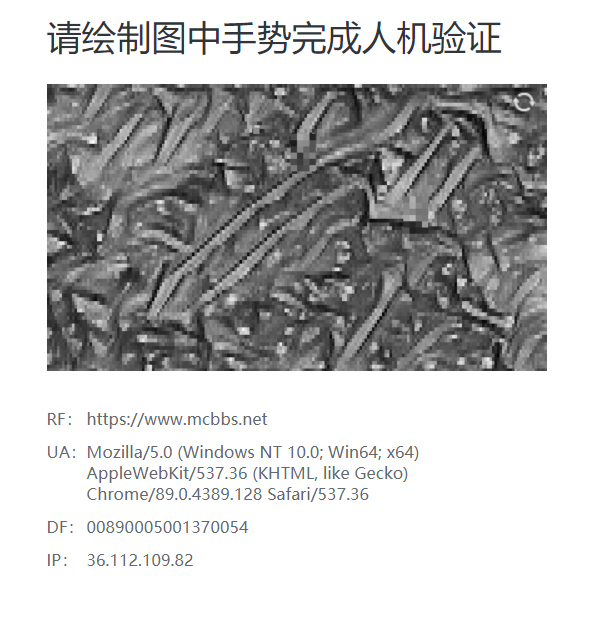 请绘制图中手势完成人机验证
RF: https://www.mcbbs.net
UA: Mozilla/5.0 (Windows NT 10.0; Win64; x64)
AppleWebKit/537.36 (KHTML, like Gecko)
Chrome/89.0.4389.128 Safari/537.36
DF: 00890005001370054
IP: 36.112.109.82